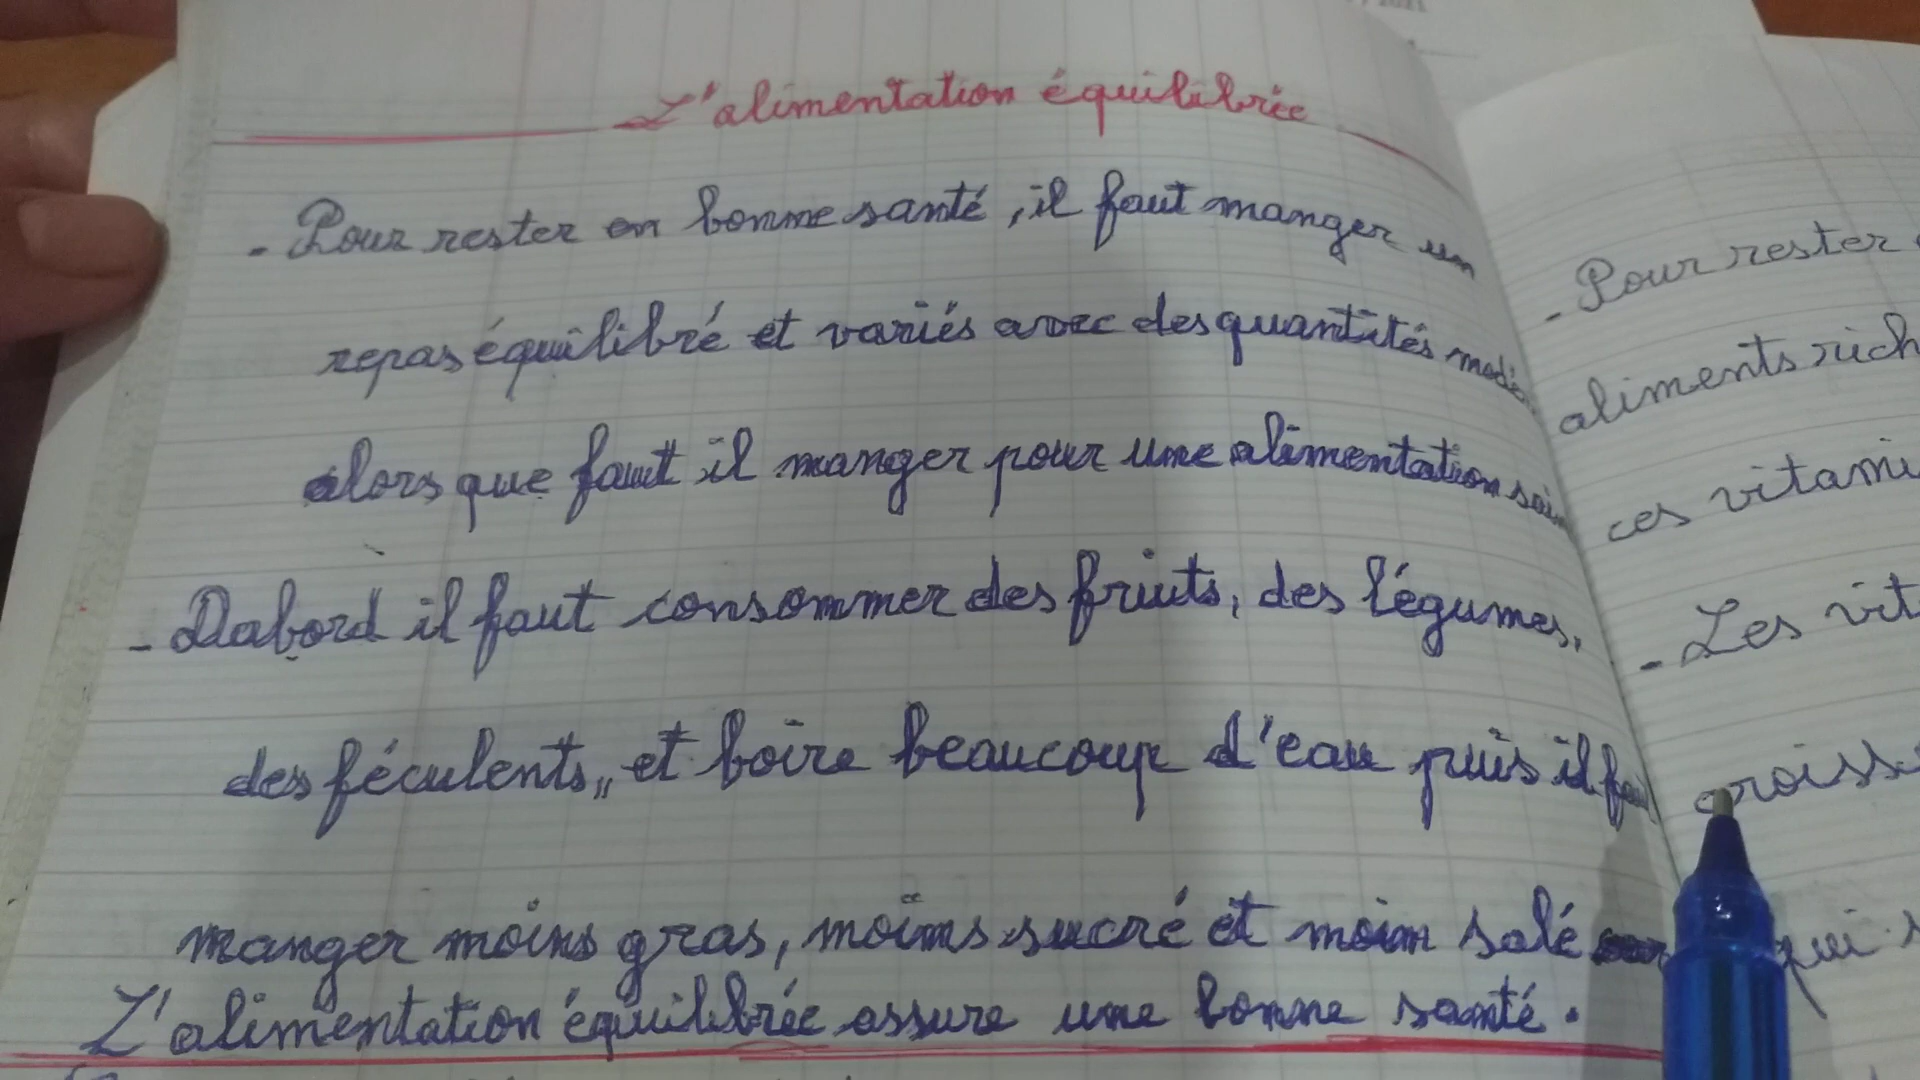 L'alimentation équilibrée
- Pour rester en bonne santé, il faut manger un
repas équilibré et variés avec des quantités
alors que faut il manger pour une alimentation
- Dabord il faut consommer des fruits, des légumes,
des féculents,, et boire beaucoup d'eau puis il
manger moins gras, moins sucré et moin salé
L'alimentation équilibrée assure une bonne santé.
- Pour rester
aliments
ces
- Les
qui